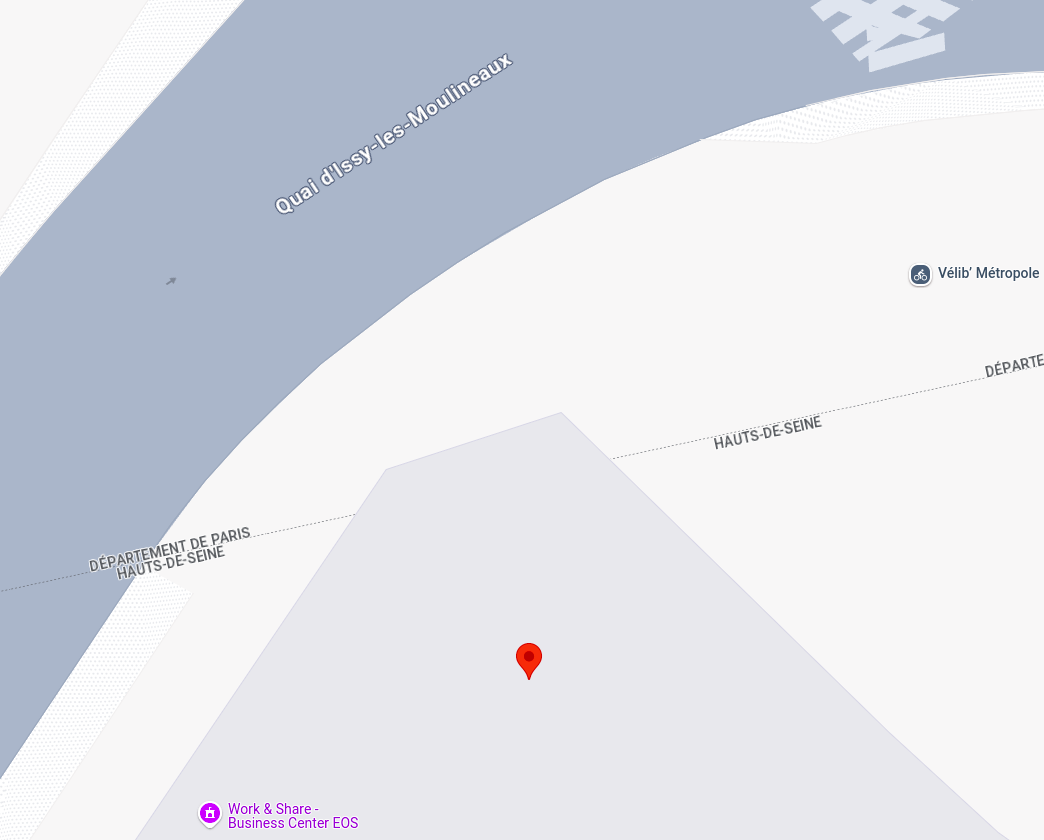 Quai d'Issy-les-Moulineaux
Vélib' Métropole
DÉPARTE
HAUTS-DE-SEINE
DÉPARTEMENT DE PARIS
HAUTS-DE-SEINE
Work & Share -
Business Center EOS